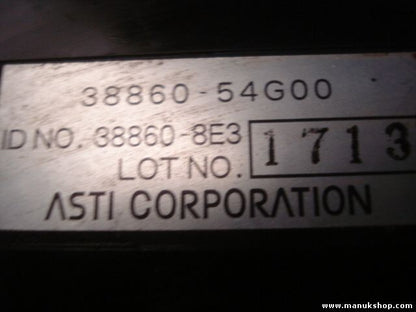 38860-54G00
ID NO. 38860-8E3
LOT NO. 1713
ASTI CORPORATION
www.manukshop.com